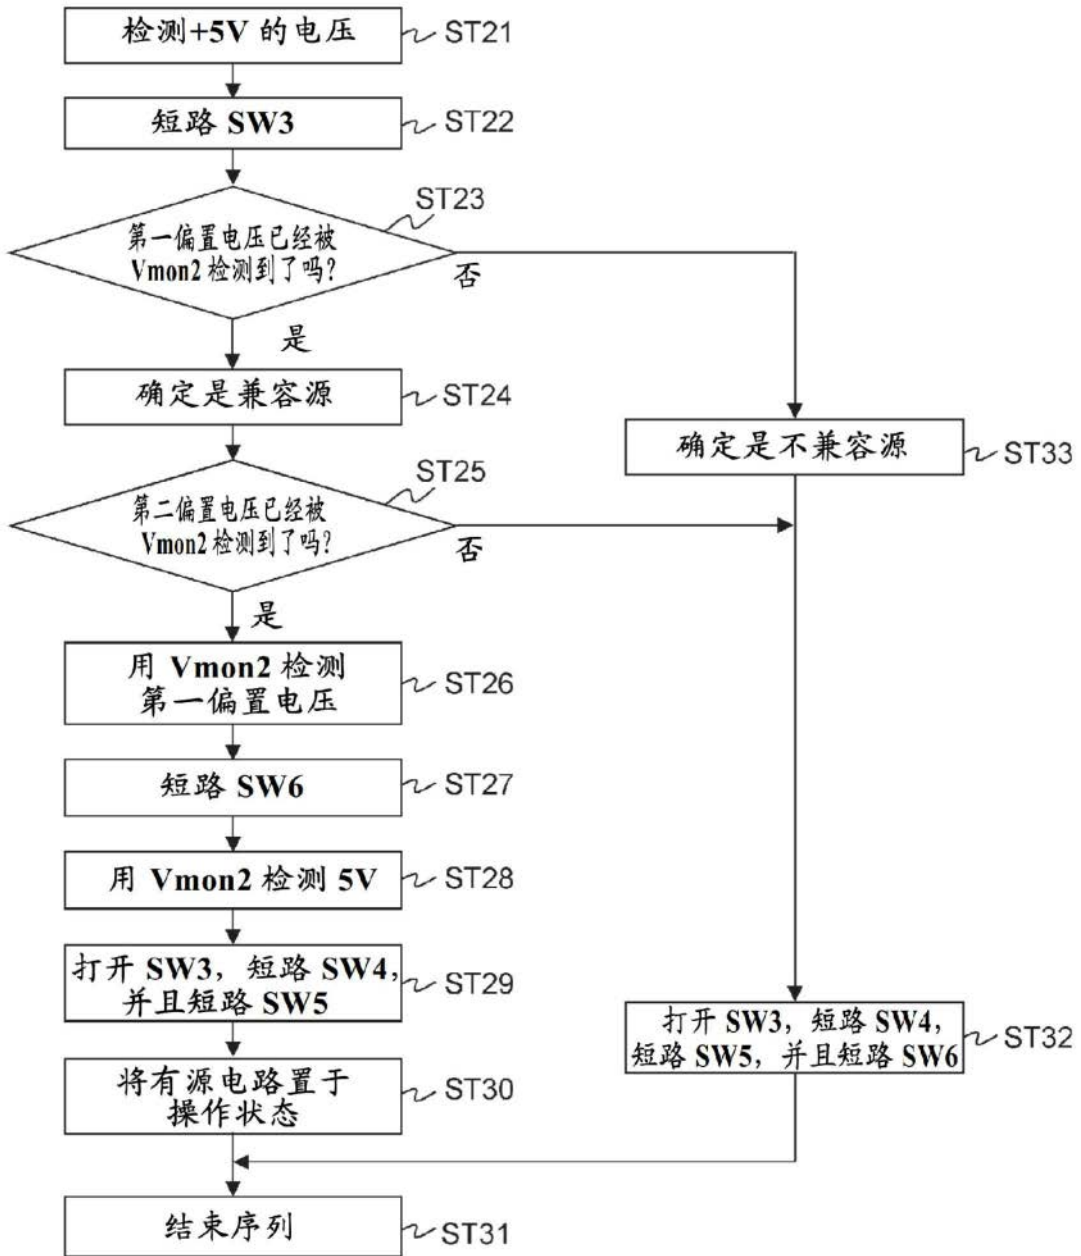 检测+5V 的电压
ST21
短路 SW3
ST22
ST23
第一偏置电压已经被
Vmon2 检测到了吗?
否
是
确定是兼容源
ST24
确定是不兼容源
ST33
ST25
第二偏置电压已经被
Vmon2 检测到了吗?
否
是
用 Vmon2 检测
第一偏置电压
ST26
短路 SW6
ST27
用 Vmon2 检测 5V
ST28
打开 SW3，短路 SW4，
并且短路 SW5
ST29
打开 SW3，短路 SW4，
短路 SW5，并且短路 SW6
ST32
将有源电路置于
操作状态
ST30
结束序列
ST31